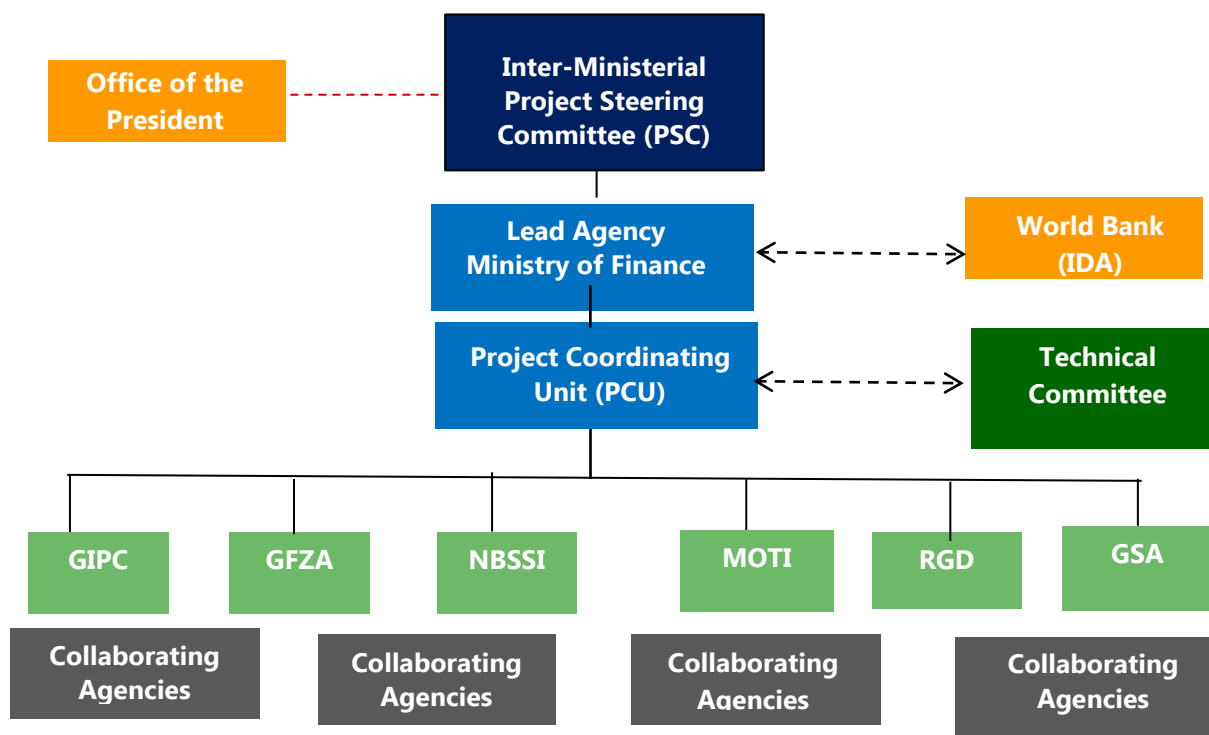 Office of the
President
Inter-Ministerial
Project Steering
Committee (PSC)
Lead Agency
Ministry of Finance
World Bank
(IDA)
Project Coordinating
Unit (PCU)
Technical
Committee
GIPC
GFZA
NBSSI
MOTI
RGD
GSA
Collaborating
Agencies
Collaborating
Agencies
Collaborating
Agencies
Collaborating
Agencies